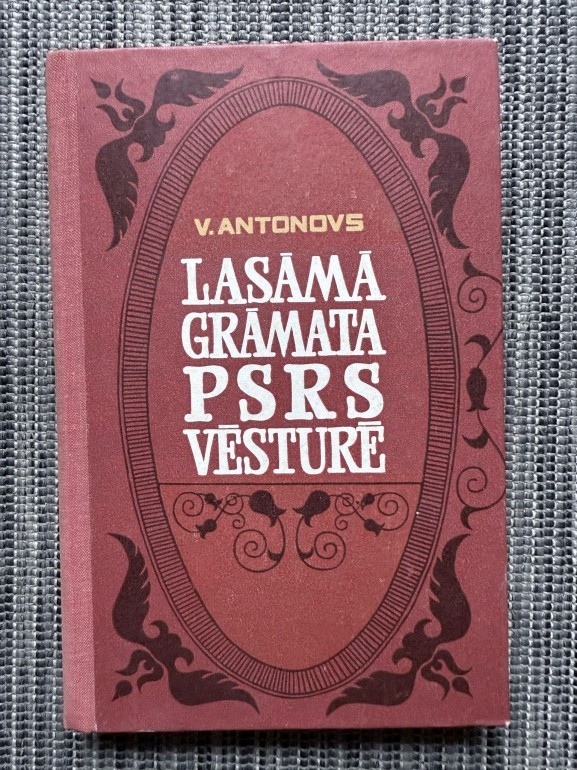 V. ANTONOVS
LASĀMĀ
GRĀMATA
PSRS
VĒSTURĒ